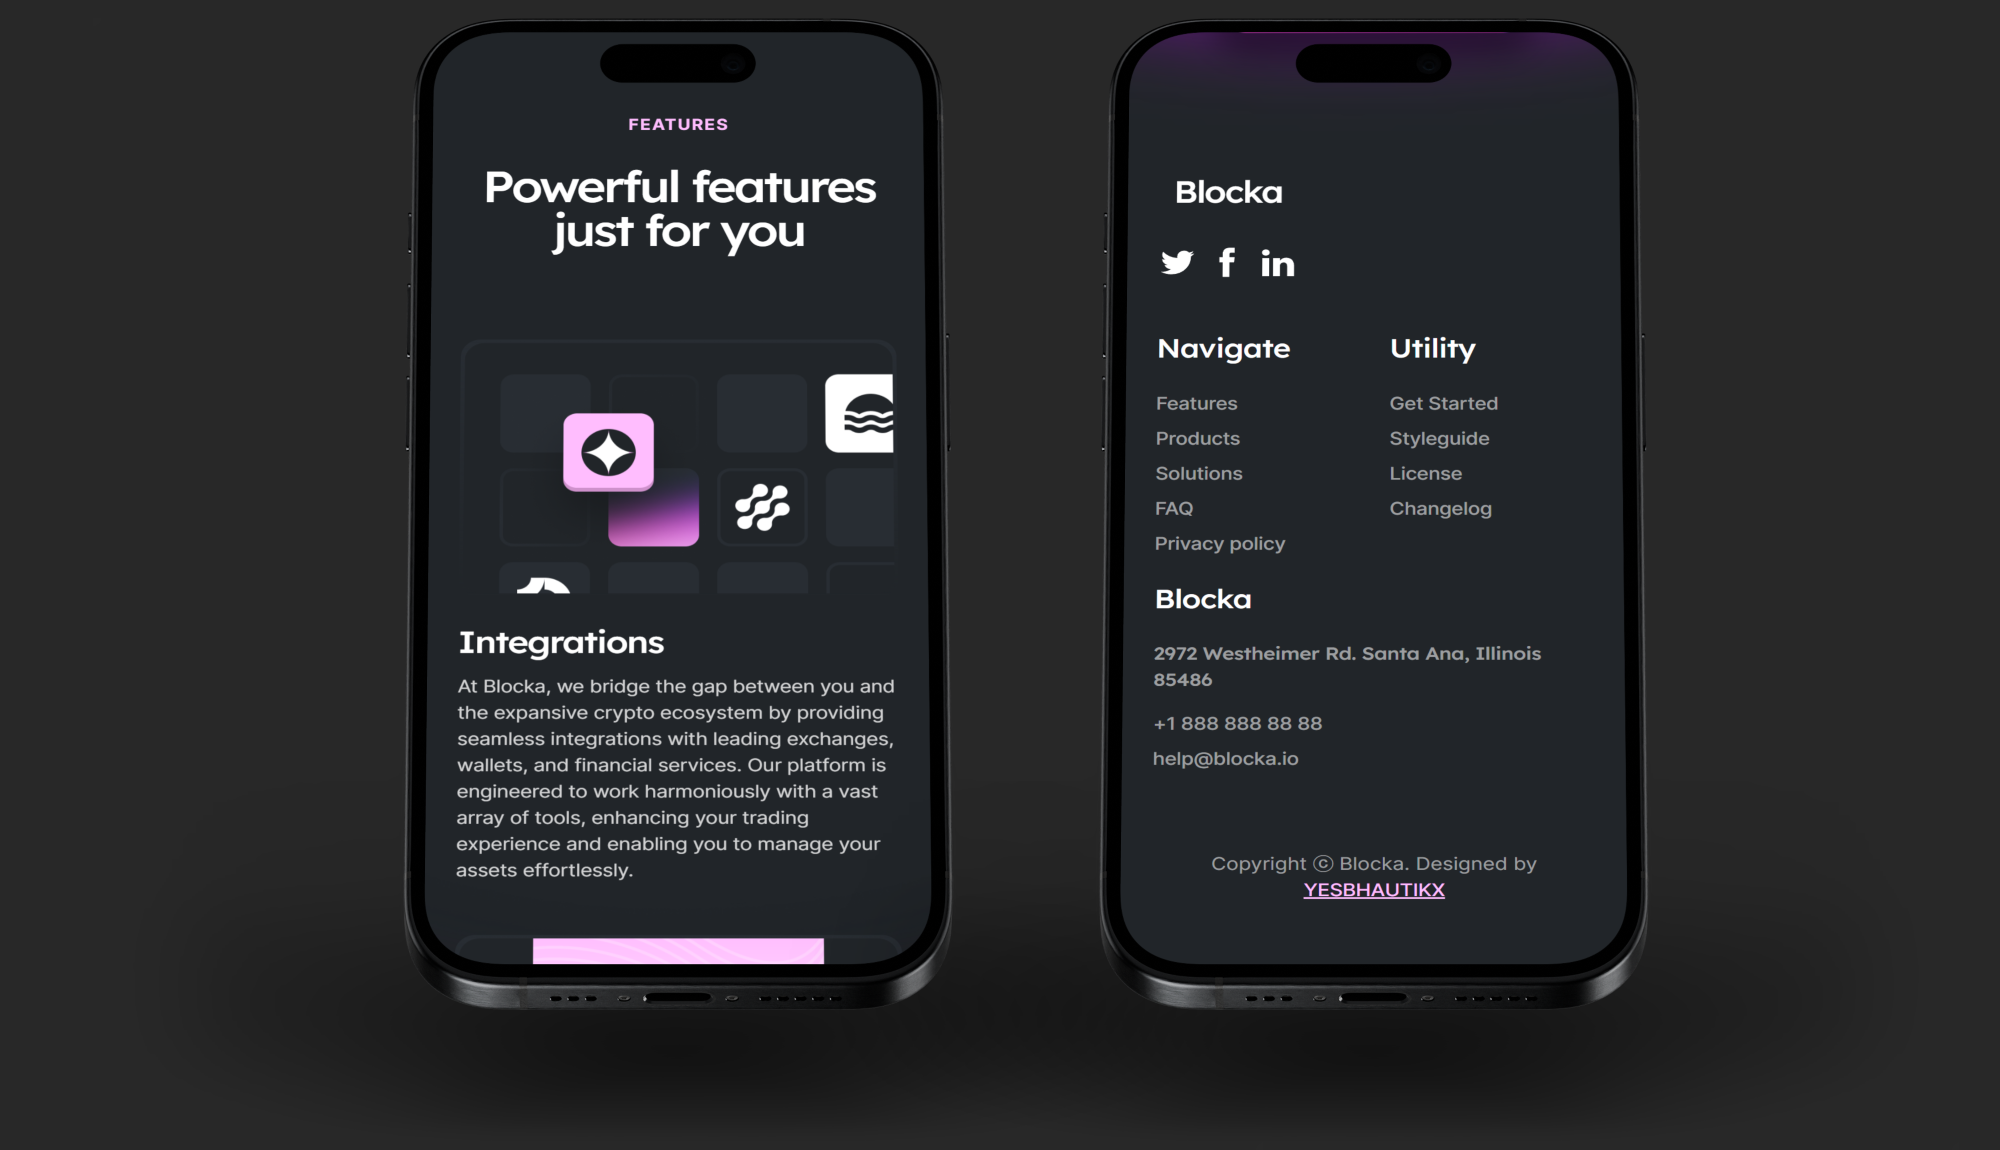 FEATURES
Powerful features
just for you
Integrations
At Blocka, we bridge the gap between you and
the expansive crypto ecosystem by providing
seamless integrations with leading exchanges,
wallets, and financial services. Our platform is
engineered to work harmoniously with a vast
array of tools, enhancing your trading
experience and enabling you to manage your
assets effortlessly.
Blocka
Navigate
Features
Products
Solutions
FAQ
Privacy policy
Utility
Get Started
Styleguide
License
Changelog
Blocka
2972 Westheimer Rd. Santa Ana, Illinois
85486
+1 888 888 88 88
help@blocka.io
Copyright ⓒ Blocka. Designed by
YESBHAUTIKX